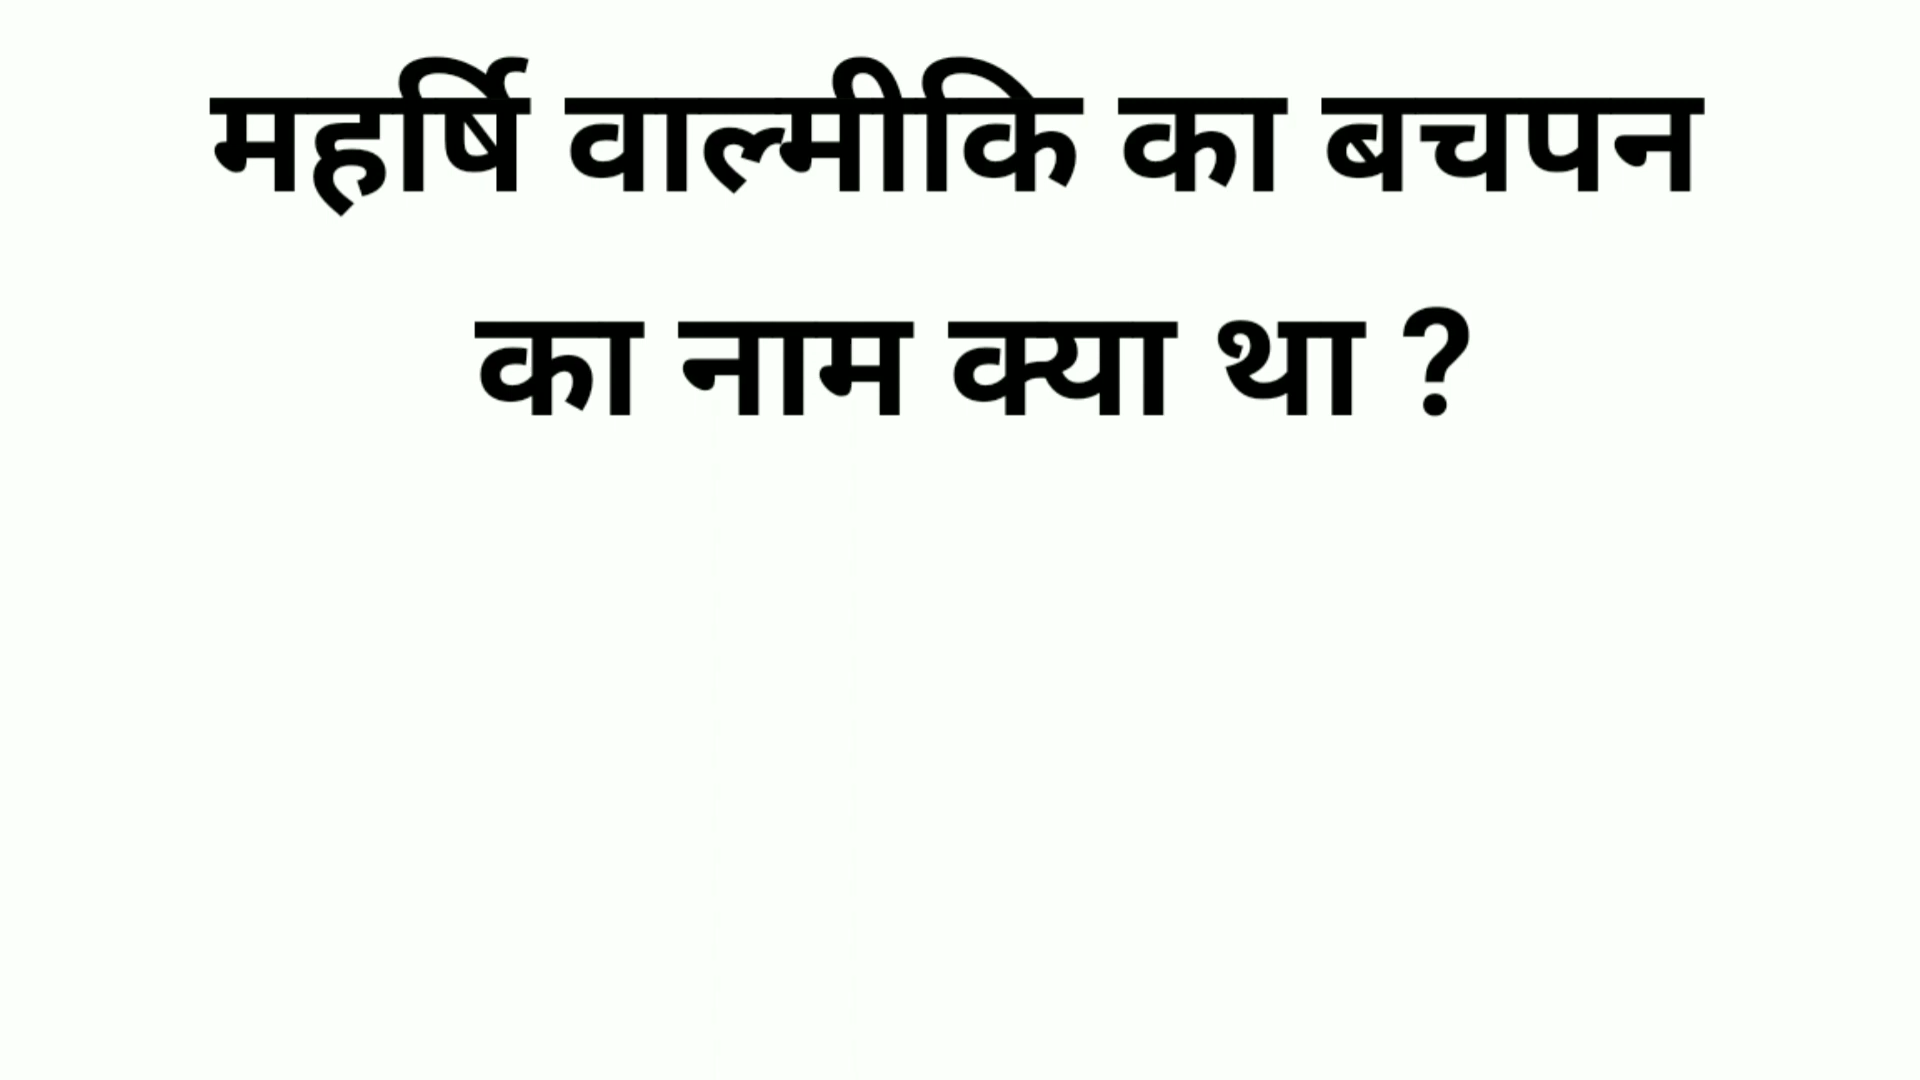 महर्षि वाल्मीकि का बचपन
का नाम क्या था ?